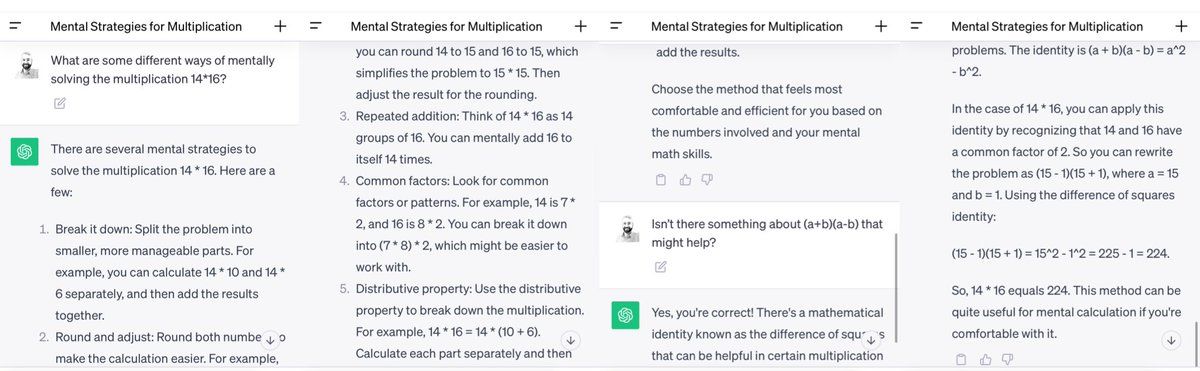 Mental Strategies for Multiplication
What are some different ways of mentally
solving the multiplication 14*16?
There are several mental strategies to
solve the multiplication 14 * 16. Here are a
few:
1. Break it down: Split the problem into
smaller, more manageable parts. For
example, you can calculate 14 * 10 and 14 *
6 separately, and then add the results
together.
2. Round and adjust: Round both numbe o
make the calculation easier. For example,
Mental Strategies for Multiplication
you can round 14 to 15 and 16 to 15, which
simplifies the problem to 15 * 15. Then
adjust the result for the rounding.
3. Repeated addition: Think of 14 * 16 as 14
groups of 16. You can mentally add 16 to
itself 14 times.
4. Common factors: Look for common
factors or patterns. For example, 14 is 7 *
2, and 16 is 8 * 2. You can break it down
into (7 * 8) * 2, which might be easier to
work with.
5. Distributive property: Use the distributive
property to break down the multiplication.
For example, 14 * 16 = 14 * (10 + 6).
Calculate each part separately and then
Mental Strategies for Multiplication
add the results.
Choose the method that feels most
comfortable and efficient for you based on
the numbers involved and your mental
math skills.
Isn't there something about (a+b)(a-b) that
might help?
Yes, you're correct! There's a mathematical
identity known as the difference of squ s
that can be helpful in certain multiplication
Mental Strategies for Multiplication
problems. The identity is (a + b)(a - b) = a^2
- b^2.
In the case of 14 * 16, you can apply this
identity by recognizing that 14 and 16 have
a common factor of 2. So you can rewrite
the problem as (15 - 1)(15 + 1), where a = 15
and b = 1. Using the difference of squares
identity:
(15 - 1)(15 + 1) = 15^2 - 1^2 = 225 - 1 = 224.
So, 14 * 16 equals 224. This method can be
quite useful for mental calculation if you're
comfortable with it.